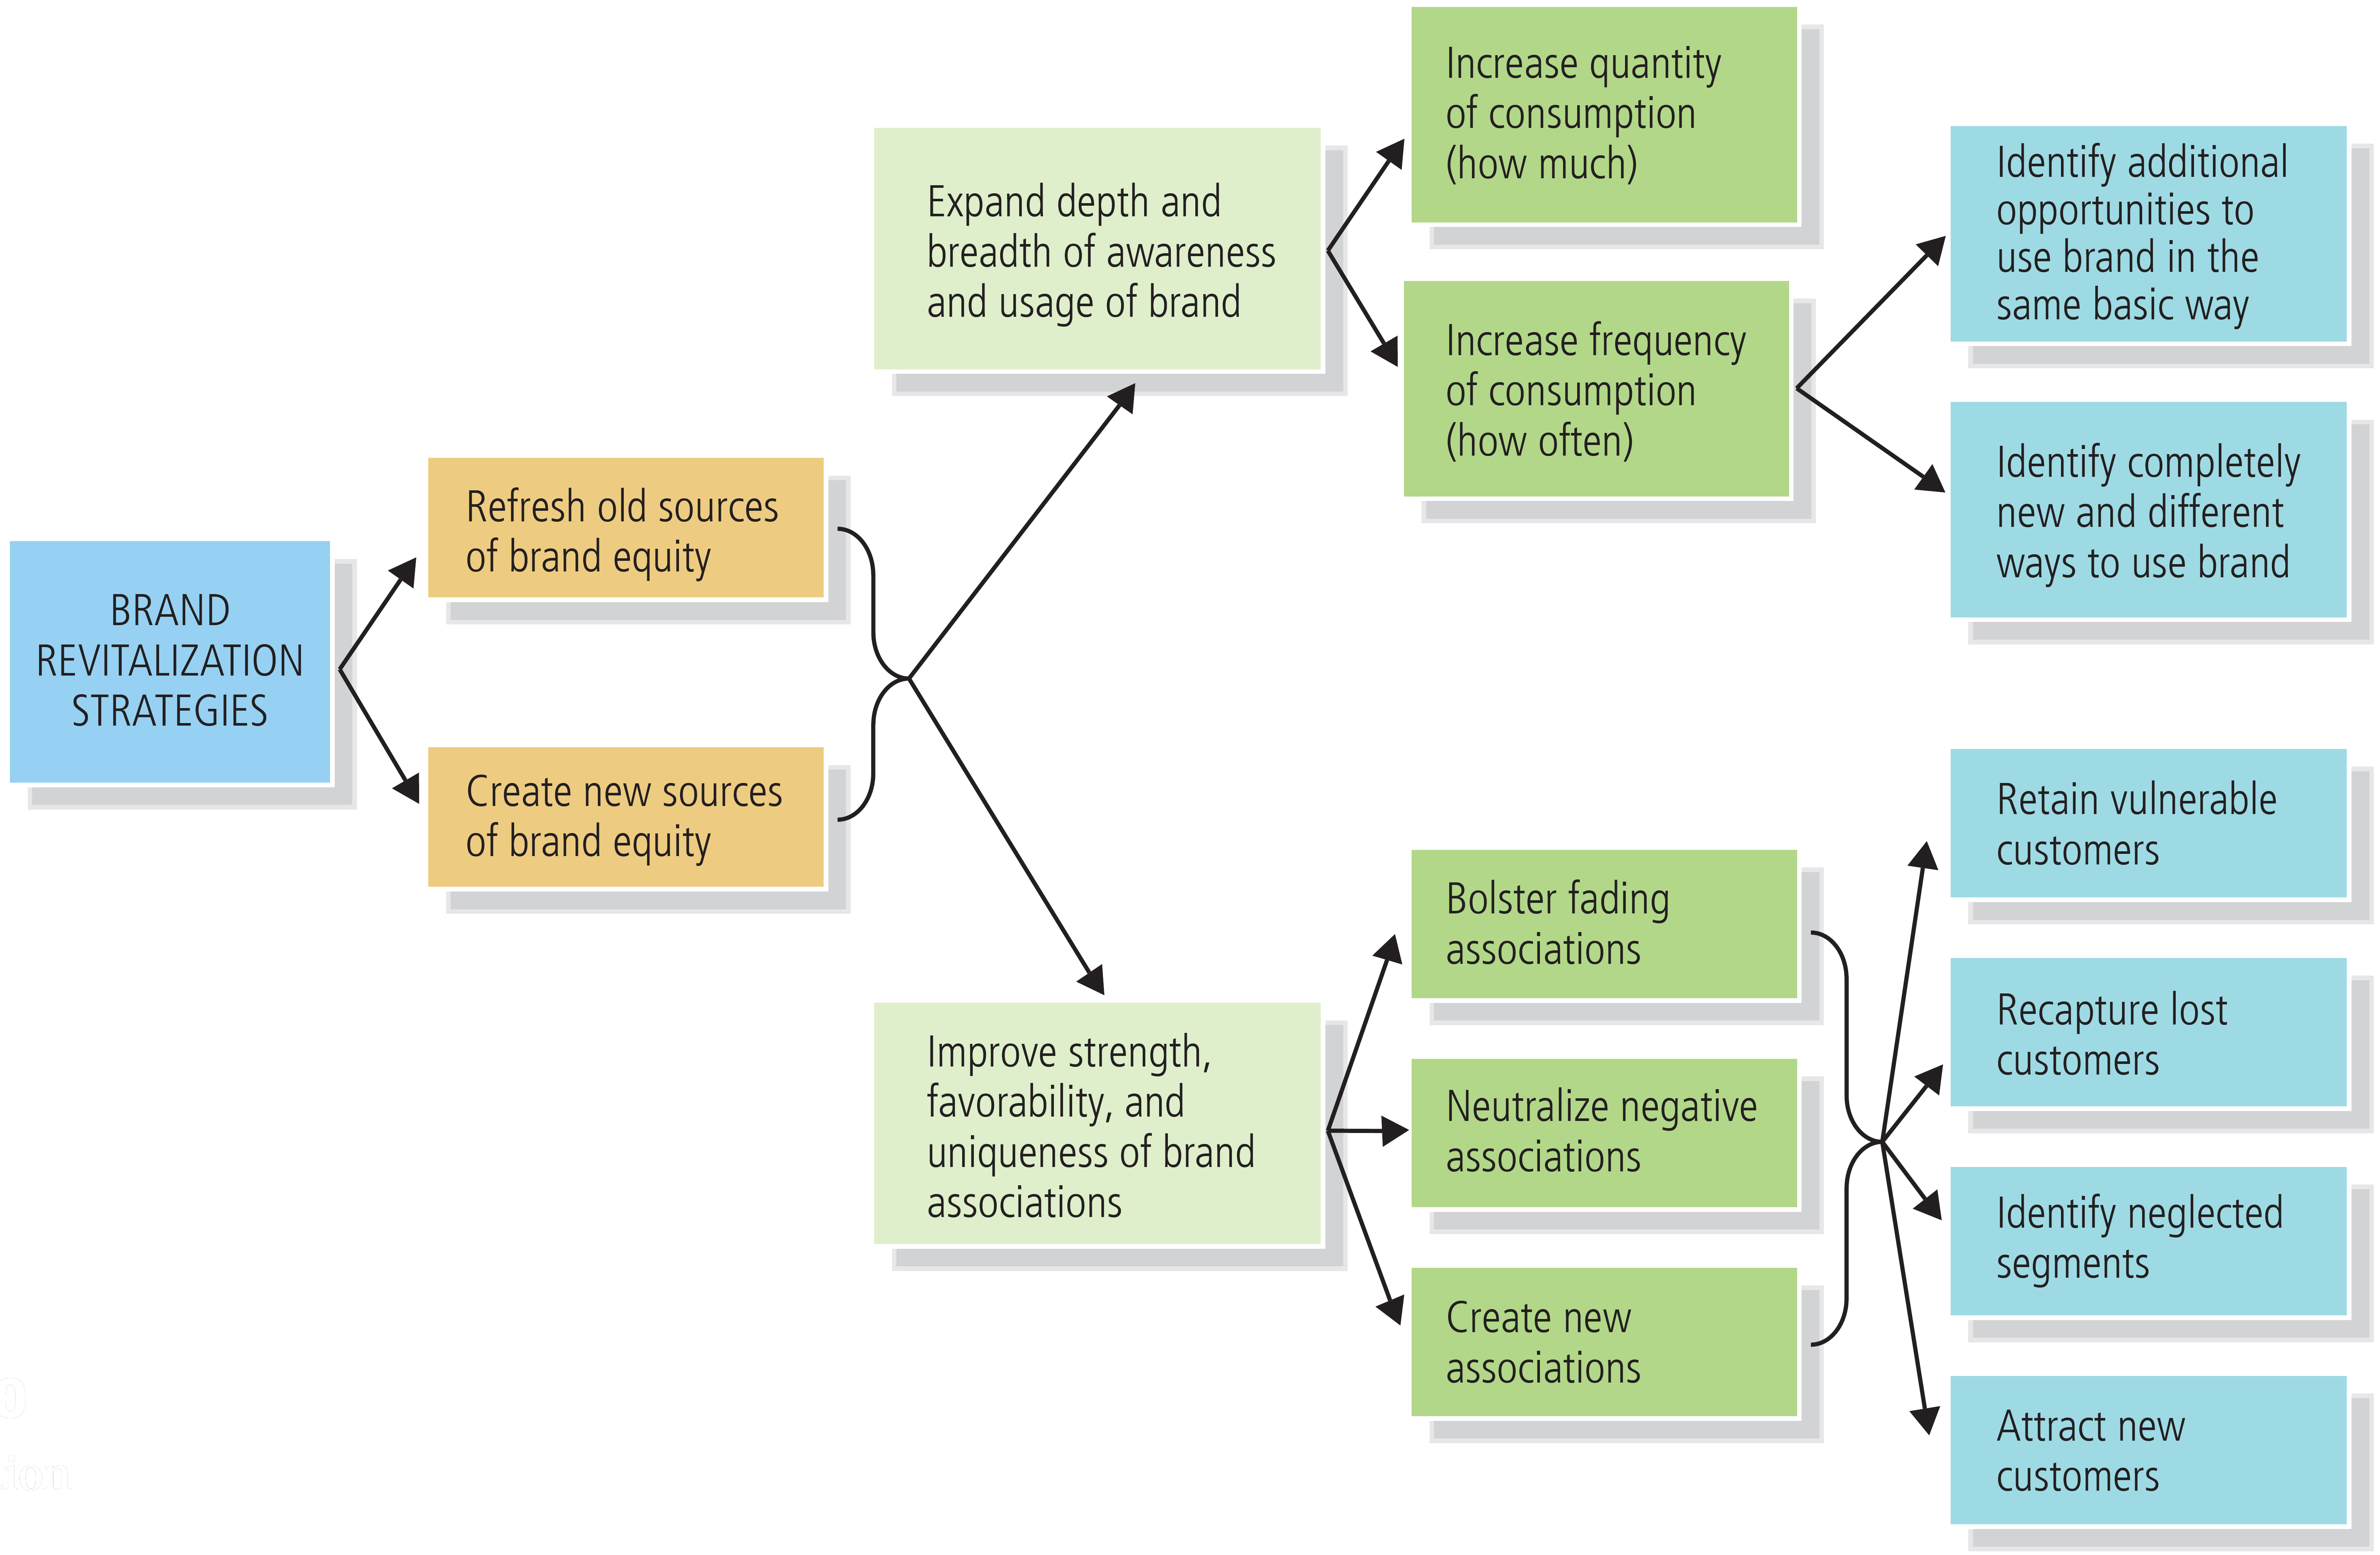 BRAND
REVITALIZATION
STRATEGIES
Refresh old sources
of brand equity
Create new sources
of brand equity
Expand depth and
breadth of awareness
and usage of brand
Improve strength,
favorability, and
uniqueness of brand
associations
Increase quantity
of consumption
(how much)
Increase frequency
of consumption
(how often)
Bolster fading
associations
Neutralize negative
associations
Create new
associations
Identify additional
opportunities to
use brand in the
same basic way
Identify completely
new and different
ways to use brand
Retain vulnerable
customers
Recapture lost
customers
Identify neglected
segments
Attract new
customers